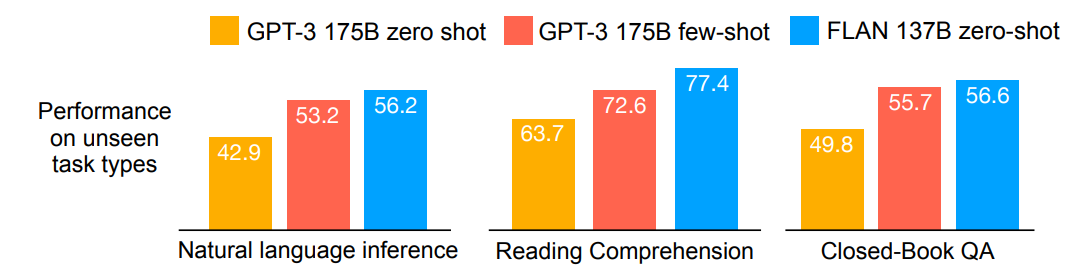 GPT-3 175B zero shot GPT-3 175B few-shot FLAN 137B zero-shot
Performance
on unseen
task types
42.9 53.2 56.2
63.7 72.6 77.4
49.8 55.7 56.6
Natural language inference Reading Comprehension Closed-Book QA